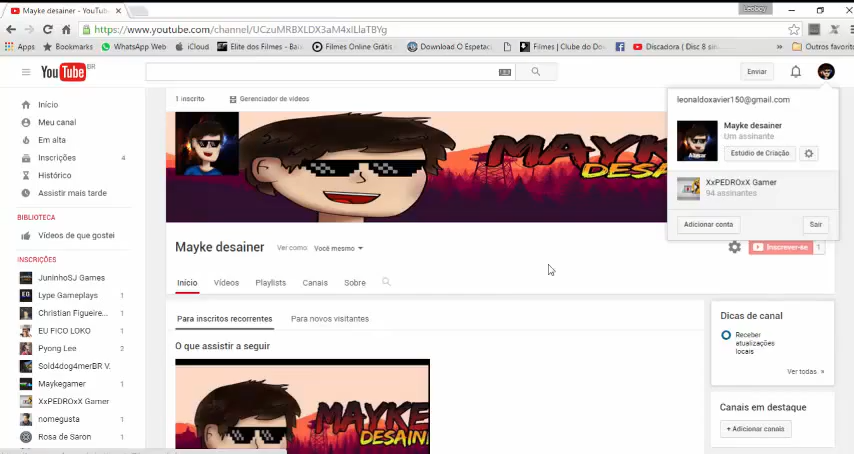 Mayke desainer - YouTub
Leobsy
https://www.youtube.com/channel/UCzuMRBXLDX3aM4xILlaTBYg
Apps
Bookmarks
WhatsApp Web
iCloud
Elite dos Filmes - Baix
Filmes Online Grátis
Download O Espetac
Filmes | Clube do Dow
Discadora ( Disc 8 sinu
Outros favoritos
YouTube BR
Enviar
Início
Meu canal
Em alta
Inscrições 4
Histórico
Assistir mais tarde
BIBLIOTECA
Vídeos de que gostei
INSCRIÇÕES
JuninhoSJ Games
Lype Gameplays 1
Christian Figueire... 1
EU FICO LOKO 1
Pyong Lee 2
Sold4dog4merBR V.
Maykegamer 1
XxPEDROxX Gamer
nomegusta 1
Rosa de Saron 1
1 inscrito
Gerenciador de vídeos
MAYKE
DESAI
Mayke desainer
Ver como: Você mesmo
Inscrever-se 1
Início
Vídeos
Playlists
Canais
Sobre
Para inscritos recorrentes
Para novos visitantes
O que assistir a seguir
MAYKE
DESAIN
leonaldoxavier150@gmail.com
Mayke desainer
Um assinante
Alterar
Estúdio de Criação
XxPEDROxX Gamer
94 assinantes
Adicionar conta
Sair
Dicas de canal
Receber
atualizações
locais
Ver todas »
Canais em destaque
+ Adicionar canais